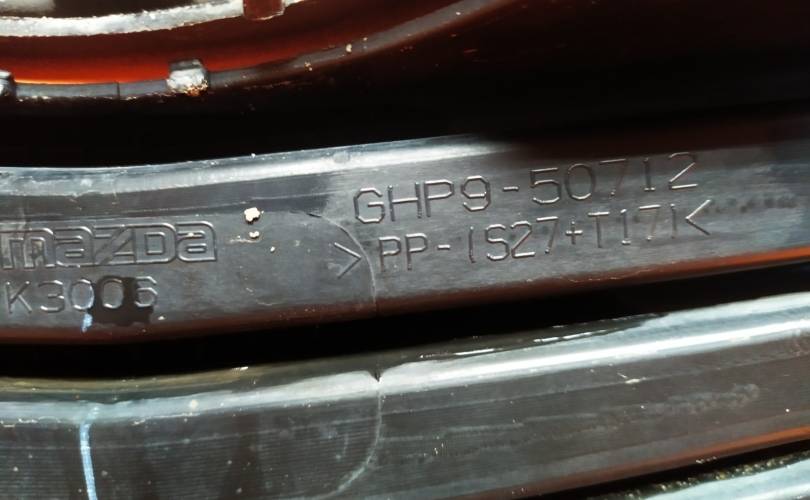 GHP9-50712
mazda >PP-(S27+T17)<
K3006